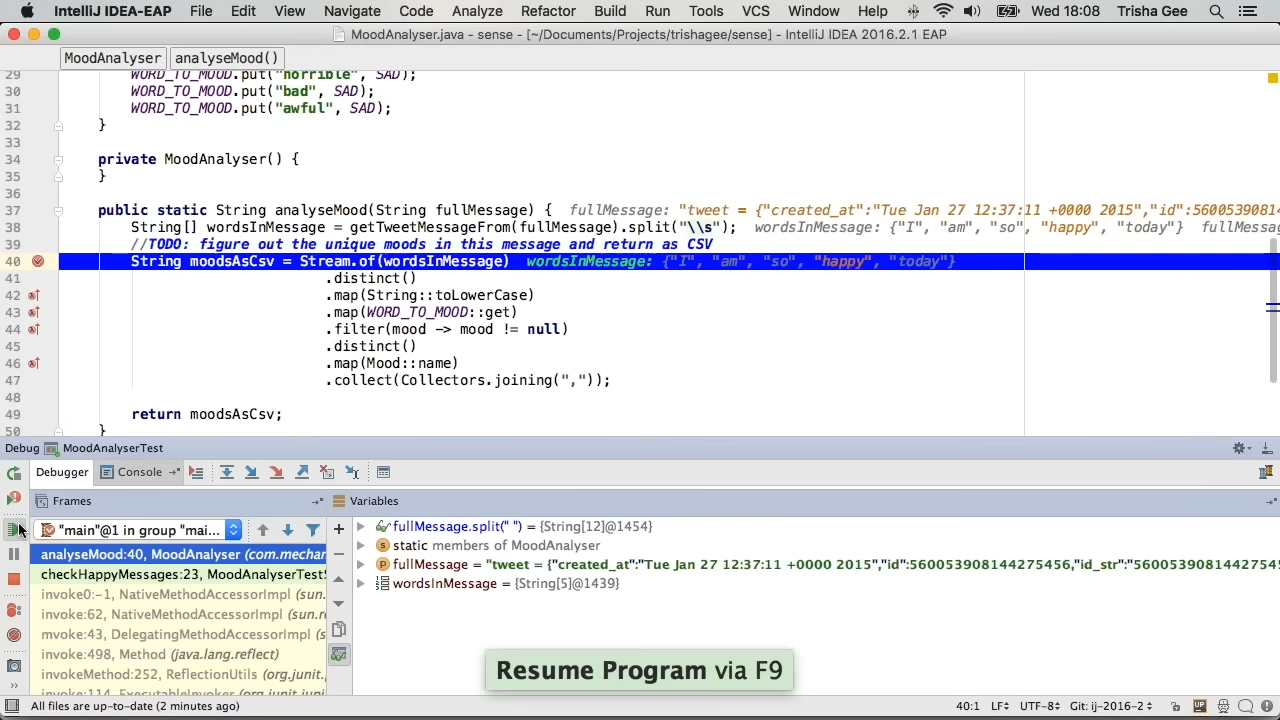 IntelliJ IDEA-EAP File Edit View Navigate Code Analyze Refactor Build Run Tools VCS Window Help Wed 18:08 Trisha Gee
MoodAnalyser.java - sense - [~/Documents/Projects/trishagee/sense] - IntelliJ IDEA 2016.2.1 EAP
MoodAnalyser analyseMood()
29 WORD_TO_MOOD.put("horrible", SAD);
30 WORD_TO_MOOD.put("bad", SAD);
31 WORD_TO_MOOD.put("awful", SAD);
32 }
33
34 private MoodAnalyser() {
35 }
36
37 public static String analyseMood(String fullMessage) { fullMessage: "tweet = {"created_at":"Tue Jan 27 12:37:11 +0000 2015","id":56005390814
38 String[] wordsInMessage = getTweetMessageFrom(fullMessage).split("\\s"); wordsInMessage: {"I", "am", "so", "happy", "today"} fullMessa
39 //TODO: figure out the unique moods in this message and return as CSV
40 String moodsAsCsv = Stream.of(wordsInMessage) wordsInMessage: {"I", "am", "so", "happy", "today"}
41 .distinct()
42 .map(String::toLowerCase)
43 .map(WORD_TO_MOOD::get)
44 .filter(mood -> mood != null)
45 .distinct()
46 .map(Mood::name)
47 .collect(Collectors.joining(","));
48
49 return moodsAsCsv;
50 }
Debug MoodAnalyserTest
Debugger Console
Frames Variables
"main"@1 in group "mai...
fullMessage.split(" ") = {String[12]@1454}
analyseMood:40, MoodAnalyser (com.mechan
static members of MoodAnalyser
checkHappyMessages:23, MoodAnalyserTest
fullMessage = "tweet = {"created_at":"Tue Jan 27 12:37:11 +0000 2015","id":560053908144275456,"id_str":"56005390814427545
invoke0:-1, NativeMethodAccessorImpl (sun.
wordsInMessage = {String[5]@1439}
invoke:62, NativeMethodAccessorImpl (sun.re
invoke:43, DelegatingMethodAccessorImpl (s
invoke:498, Method (java.lang.reflect)
invokeMethod:252, ReflectionUtils (org.junit.
invoke:114, ExecutableInvoker (org.junit.jupi
Resume Program via F9
All files are up-to-date (2 minutes ago) 40:1 LF UTF-8 Git: ij-2016-2